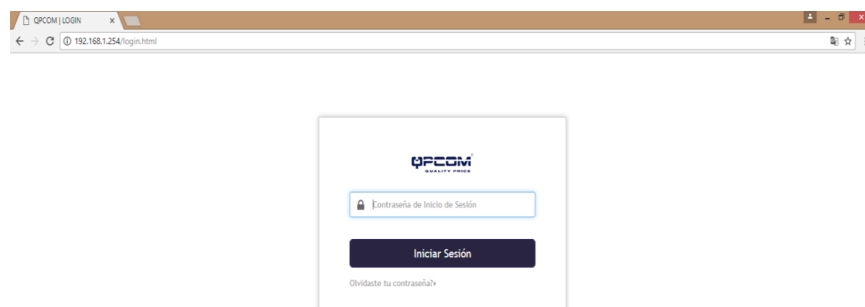 QPCOM | LOGIN
192.168.1.254/login.html
QPCOM
QUALITY PRICE
Contraseña de Inicio de Sesión
Iniciar Sesión
Olvidaste tu contraseña?